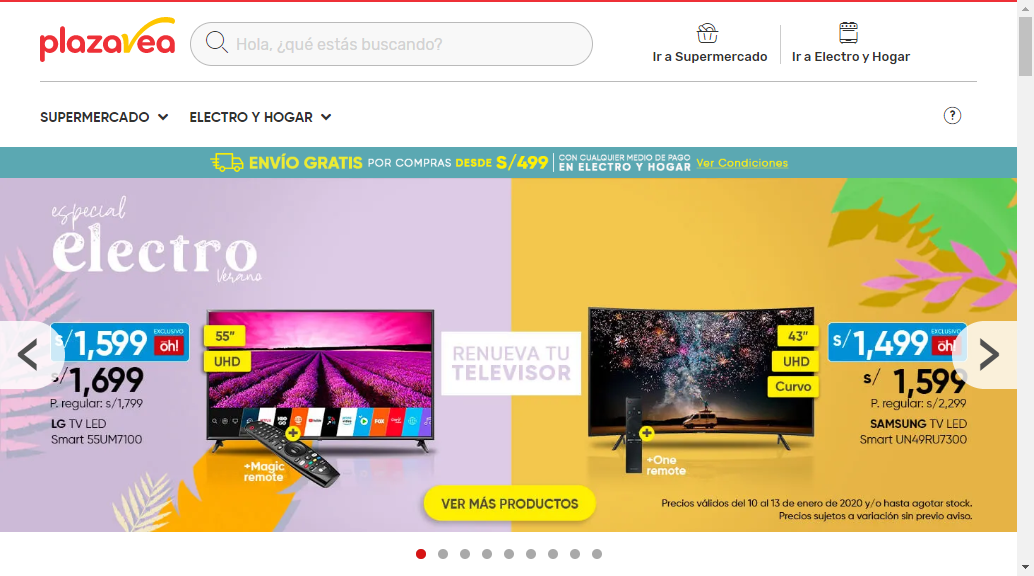 plazavea
Hola, ¿qué estás buscando?
Ir a Supermercado
Ir a Electro y Hogar
SUPERMERCADO
ELECTRO Y HOGAR
?
ENVÍO GRATIS POR COMPRAS DESDE S/499
CON CUALQUIER MEDIO DE PAGO
EN ELECTRO Y HOGAR
Ver Condiciones
especial
electro
Verano
S/1,599
EXCLUSIVO
öh!
S/1,699
P. regular: s/1,799
LG TV LED
Smart 55UM7100
55"
UHD
+Magic
remote
RENUEVA TU
TELEVISOR
43"
UHD
Curvo
+One
remote
S/1,499
EXCLUSIVO
öh!
S/ 1,599
P. regular: s/2,299
SAMSUNG TV LED
Smart UN49RU7300
VER MÁS PRODUCTOS
Precios válidos del 10 al 13 de enero de 2020 y/o hasta agotar stock.
Precios sujetos a variación sin previo aviso.